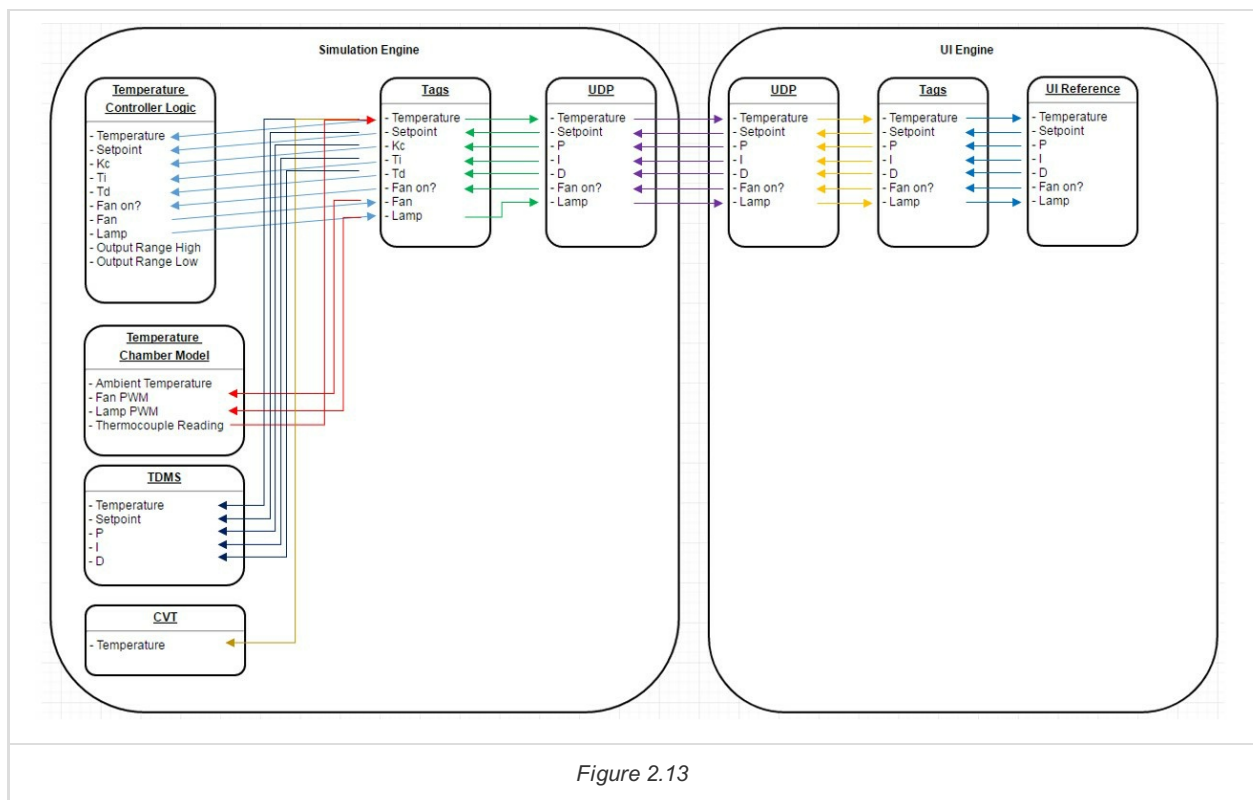 Simulation Engine
UI Engine
Temperature
Controller Logic
- Temperature
- Setpoint
- Kc
- Ti
- Td
- Fan on?
- Fan
- Lamp
- Output Range High
- Output Range Low
Tags
- Temperature
- Setpoint
- Kc
- Ti
- Td
- Fan on?
- Fan
- Lamp
UDP
- Temperature
- Setpoint
- P
- I
- D
- Fan on?
- Lamp
UDP
- Temperature
- Setpoint
- P
- I
- D
- Fan on?
- Lamp
Tags
- Temperature
- Setpoint
- P
- I
- D
- Fan on?
- Lamp
UI Reference
- Temperature
- Setpoint
- P
- I
- D
- Fan on?
- Lamp
Temperature
Chamber Model
- Ambient Temperature
- Fan PWM
- Lamp PWM
- Thermocouple Reading
TDMS
- Temperature
- Setpoint
- P
- I
- D
CVT
- Temperature
Figure 2.13